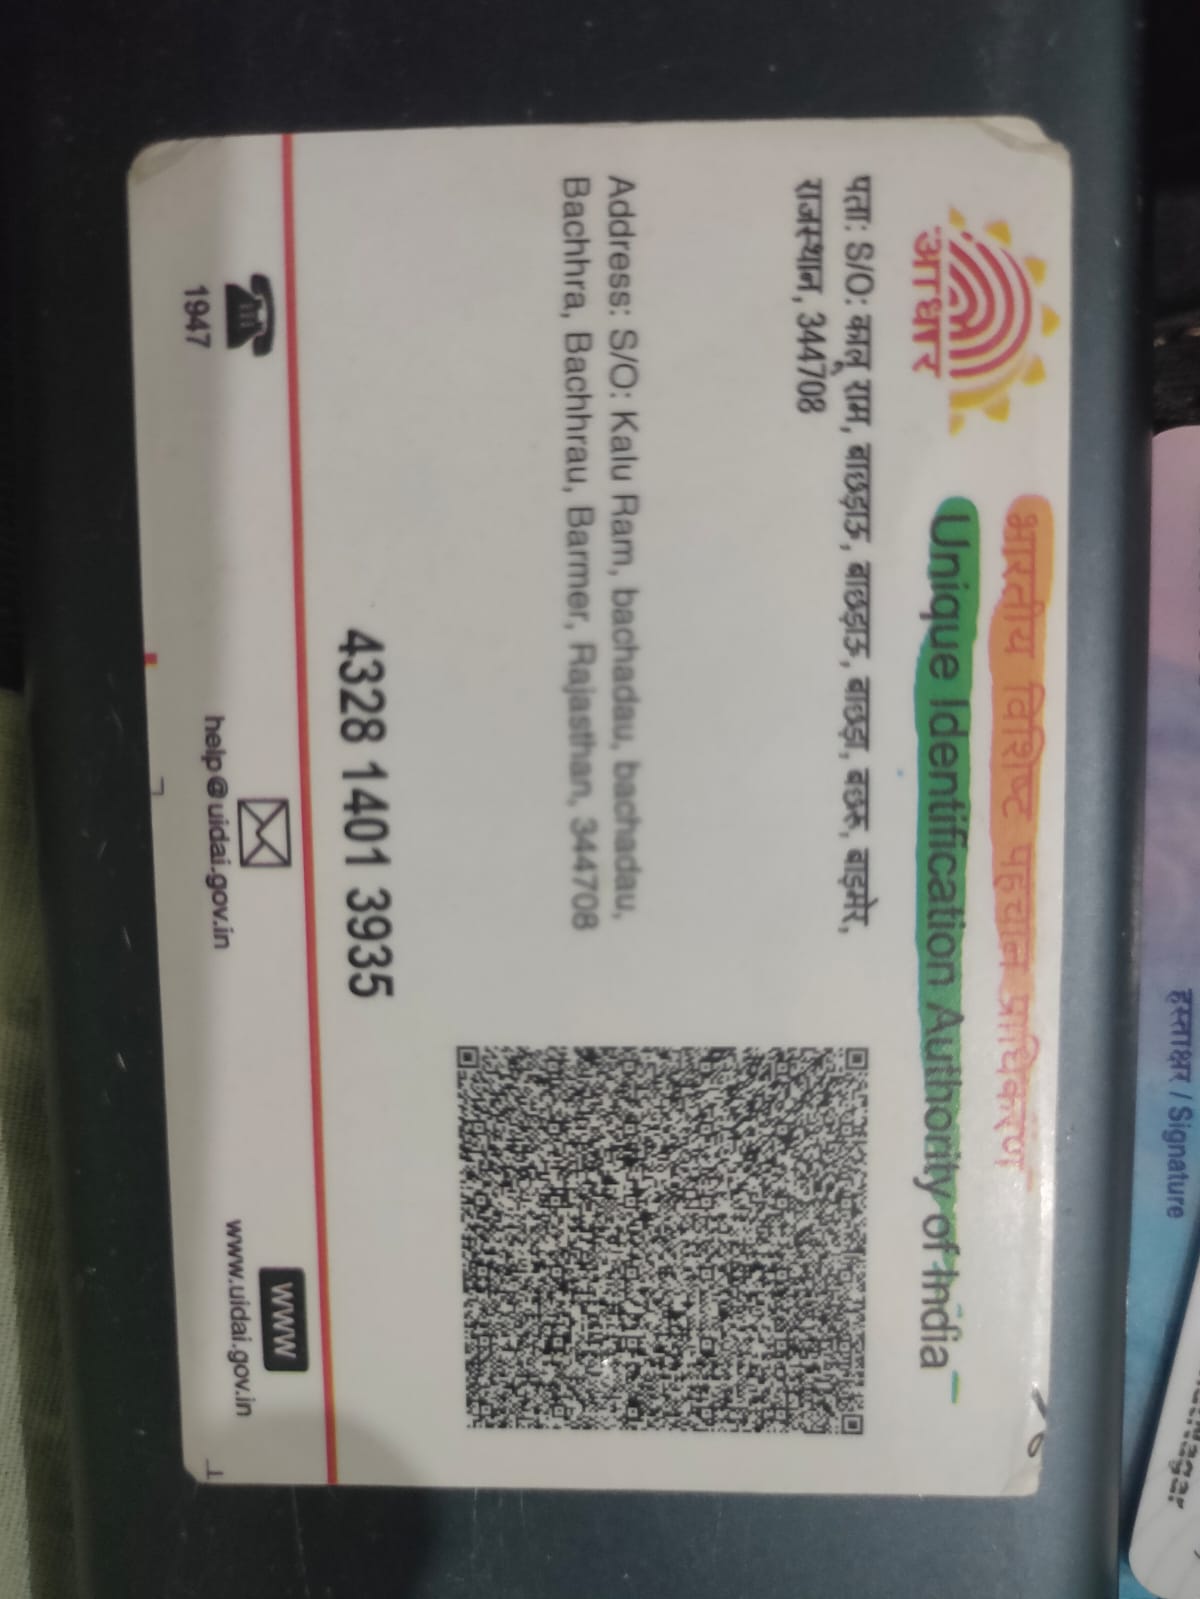 आधार
भारतीय विशिष्ट पहचान प्राधिकरण
Unique Identification Authority of India
पता: S/O: कालू राम, बाछड़ाऊ, बाछड़ाऊ, बाछड़ा, बछरू, बाड़मेर,
राजस्थान, 344708
Address: S/O: Kalu Ram, bachadau, bachadau,
Bachhra, Bachhrau, Barmer, Rajasthan, 344708
4328 1401 3935
1947
help@uidai.gov.in
www
www.uidai.gov.in
हस्ताक्षर / Signature